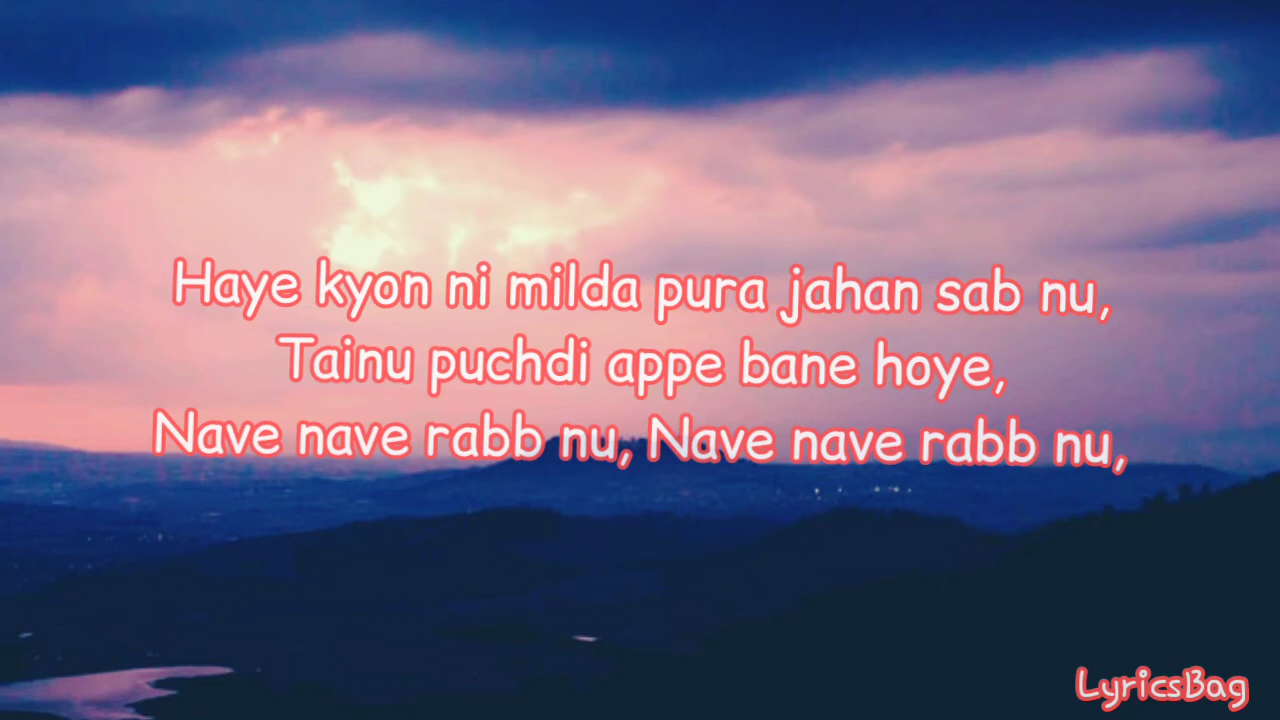 Haye kyon ni milda pura jahan sab nu,
Tainu puchdi appe bane hoye,
Nave nave rabb nu, Nave nave rabb nu,
LyricsBag